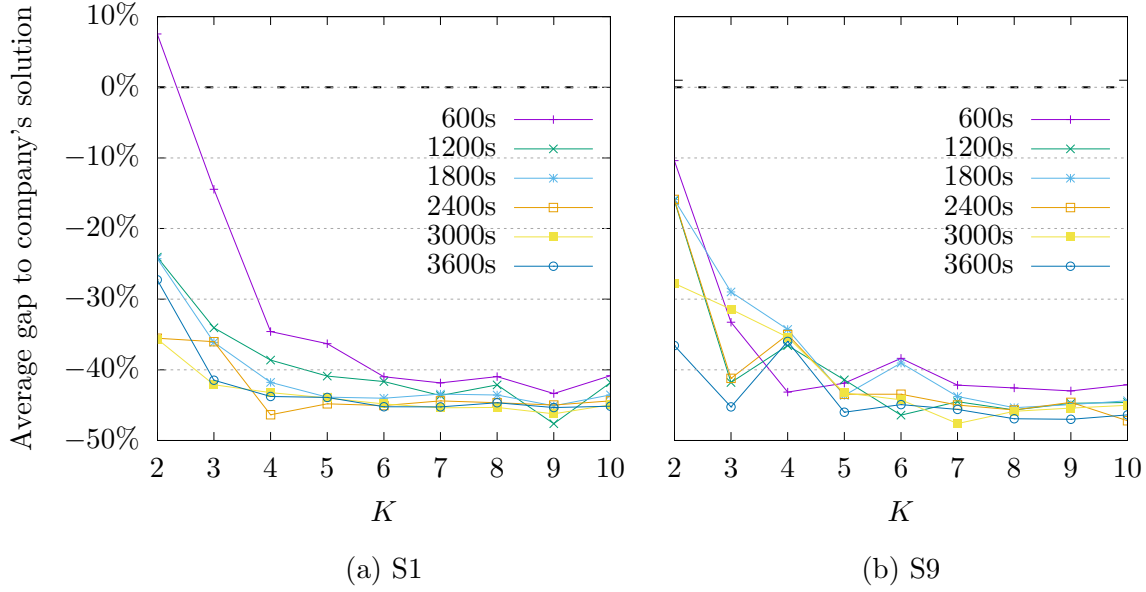 Average gap to company's solution
10%
0%
−10%
−20%
−30%
−40%
−50%
2 3 4 5 6 7 8 9 10
K
600s
1200s
1800s
2400s
3000s
3600s
(a) S1
2 3 4 5 6 7 8 9 10
K
600s
1200s
1800s
2400s
3000s
3600s
(b) S9